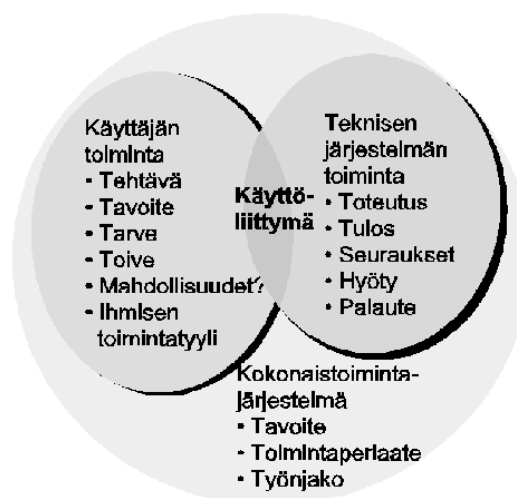 Käyttäjän
toiminta
• Tehtävä
• Tavoite
• Tarve
• Toive
• Mahdollisuudet?
• Ihmisen
toimintatyyli
Käyttö-
liittymä
Teknisen
järjestelmän
toiminta
• Toteutus
• Tulos
• Seuraukset
• Hyöty
• Palaute
Kokonaistoiminta-
järjestelmä
• Tavoite
• Toimintaperiaate
• Työnjako